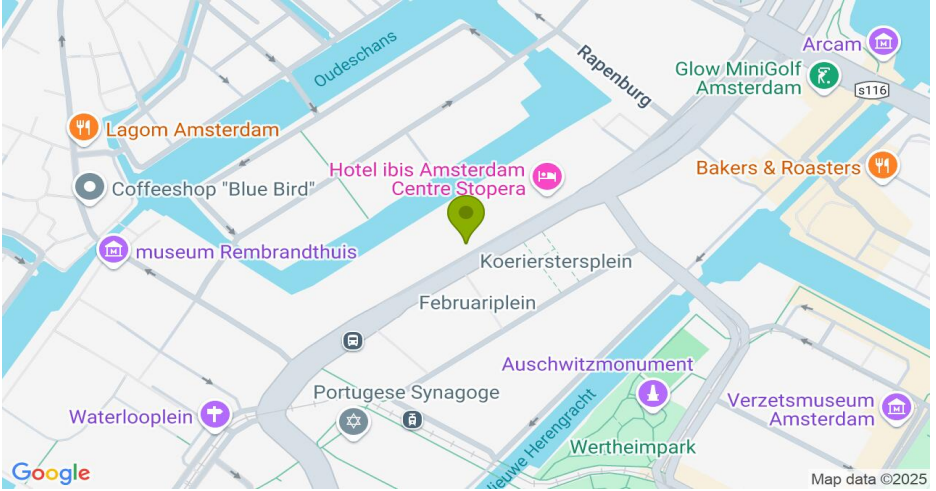 Oudeschans
Rapenburg
Arcam
Glow MiniGolf
Amsterdam
s116
Lagom Amsterdam
Hotel ibis Amsterdam
Centre Stopera
Bakers & Roasters
Coffeeshop "Blue Bird"
museum Rembrandthuis
Koerierstersplein
Februariplein
Auschwitzmonument
Portugese Synagoge
Verzetsmuseum
Amsterdam
Waterlooplein
Nieuwe Herengracht
Wertheimpark
Google
Map data ©2025